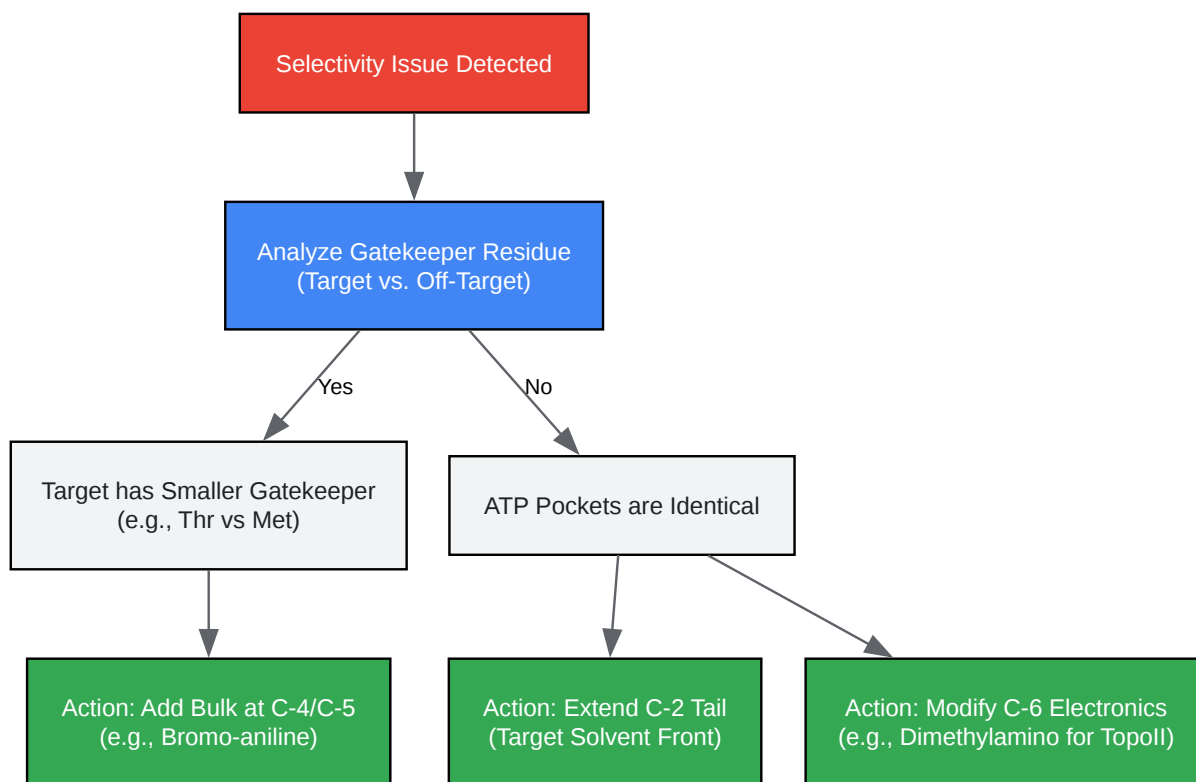 Selectivity Issue Detected
Analyze Gatekeeper Residue
(Target vs. Off-Target)
Yes
No
Target has Smaller Gatekeeper
(e.g., Thr vs Met)
ATP Pockets are Identical
Action: Add Bulk at C-4/C-5
(e.g., Bromo-aniline)
Action: Extend C-2 Tail
(Target Solvent Front)
Action: Modify C-6 Electronics
(e.g., Dimethylamino for TopoII)